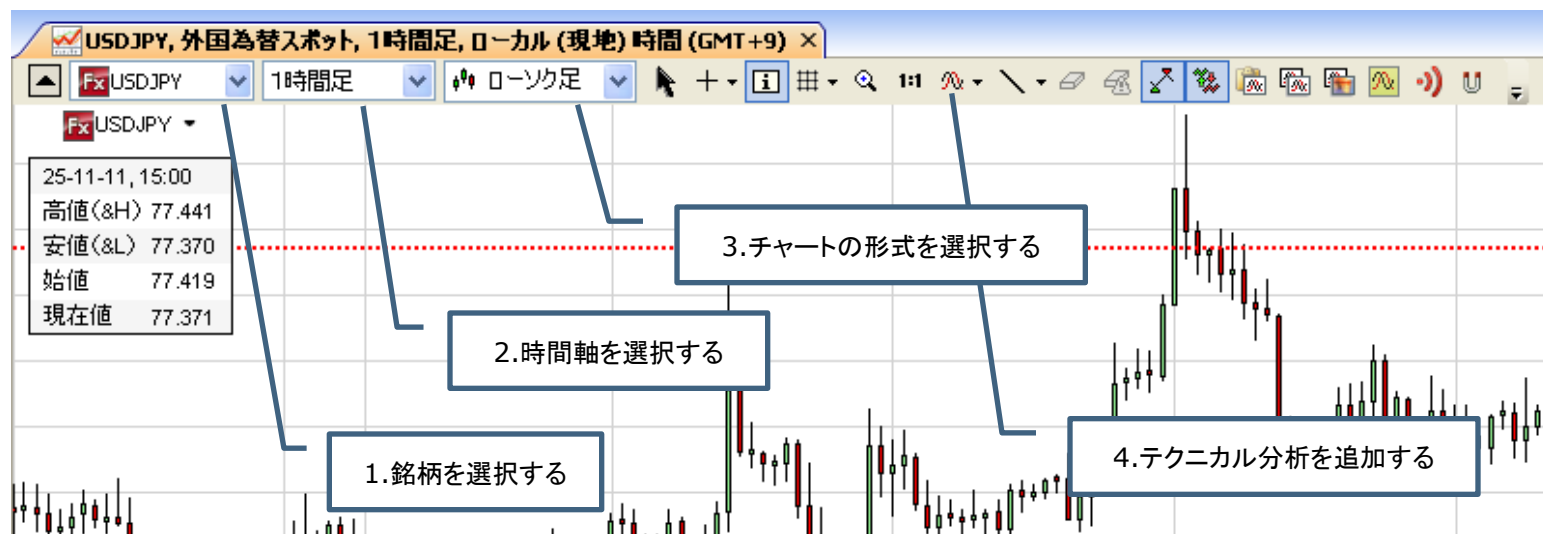 USDJPY, 外国為替スポット, 1時間足, ローカル (現地) 時間 (GMT+9) ×
Fx USDJPY 1時間足 ローソク足 1:1
Fx USDJPY
25-11-11, 15:00
高値(&H) 77.441
安値(&L) 77.370
始値 77.419
現在値 77.371
3.チャートの形式を選択する
2.時間軸を選択する
1.銘柄を選択する
4.テクニカル分析を追加する